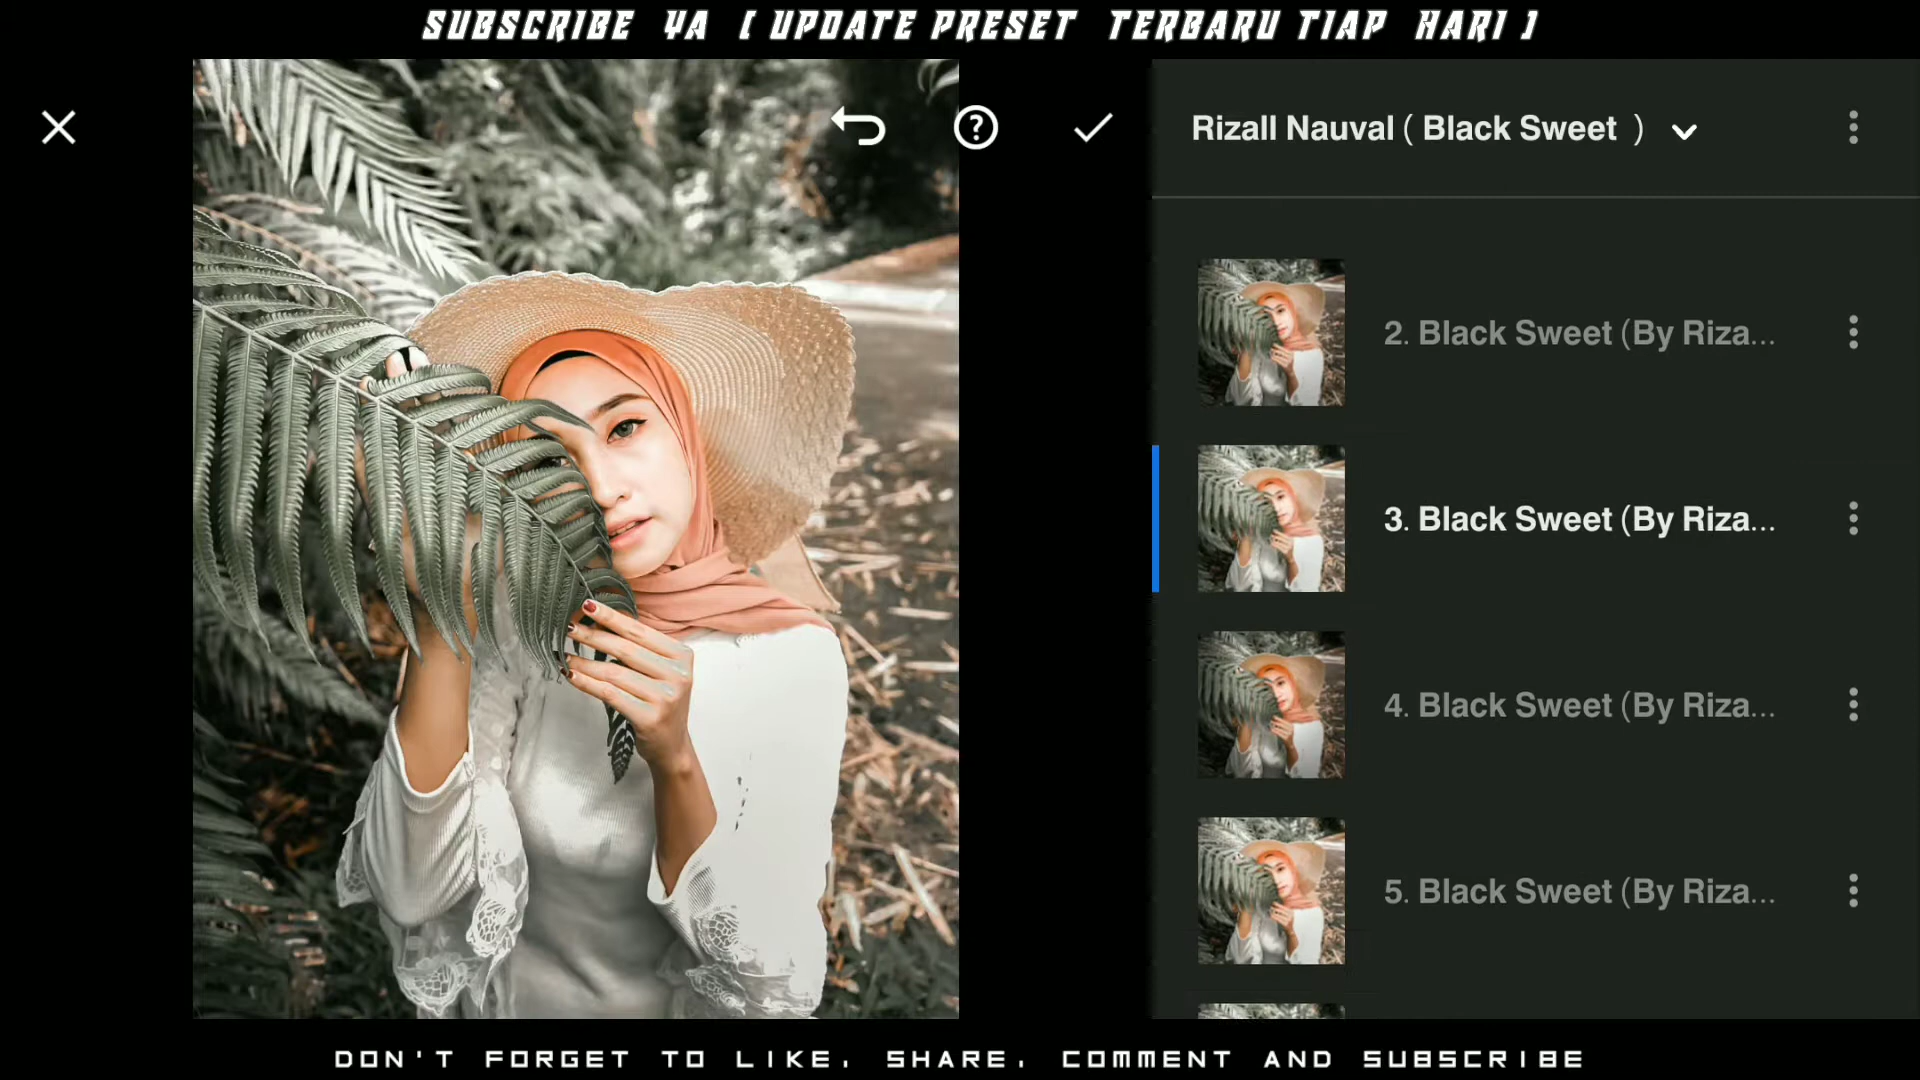 SUBSCRIBE YA [ UPDATE PRESET TERBARU TIAP HARI ]
Rizall Nauval ( Black Sweet )
2. Black Sweet (By Riza...
3. Black Sweet (By Riza...
4. Black Sweet (By Riza...
5. Black Sweet (By Riza...
DON'T FORGET TO LIKE, SHARE, COMMENT AND SUBSCRIBE